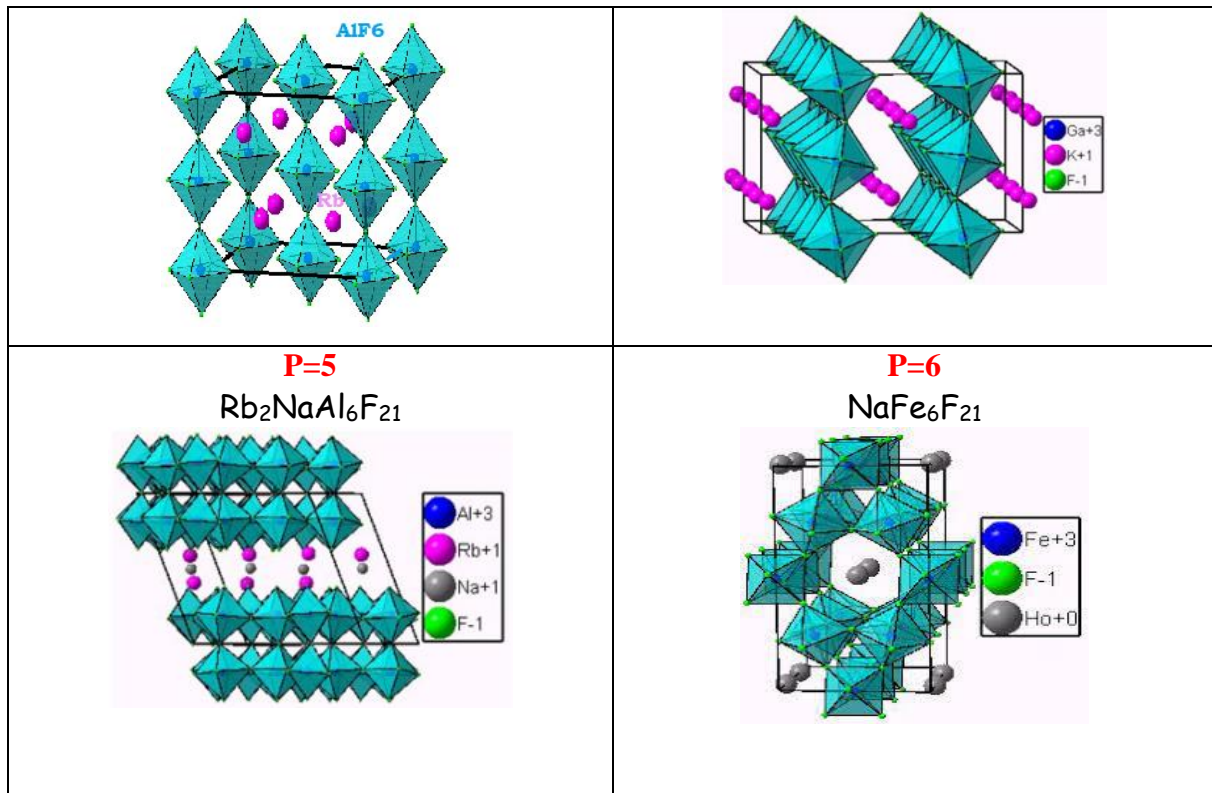 AlF6
Rb
Ga+3
K+1
F-1
P=5
Rb₂NaAl₆F₂₁
Al+3
Rb+1
Na+1
F-1
P=6
NaFe₆F₂₁
Fe+3
F-1
Ho+0